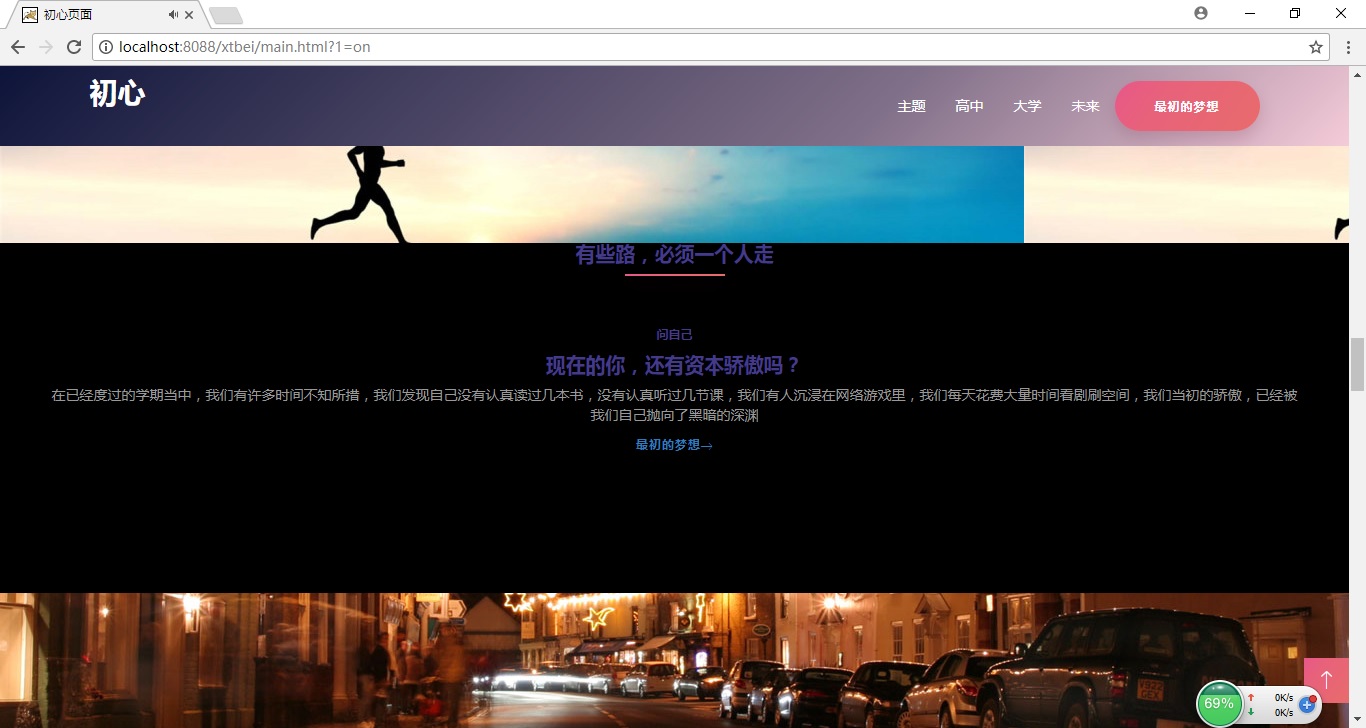 初心页面
localhost:8088/xtbei/main.html?1=on
初心
主题 高中 大学 未来 最初的梦想
有些路，必须一个人走
问自己
现在的你，还有资本骄傲吗？
在已经度过的学期当中，我们有许多时间不知所措，我们发现自己没有认真读过几本书，没有认真听过几节课，我们有人沉浸在网络游戏里，我们每天花费大量时间看剧刷空间，我们当初的骄傲，已经被
我们自己抛向了黑暗的深渊
最初的梦想→
69%
0K/s
0K/s